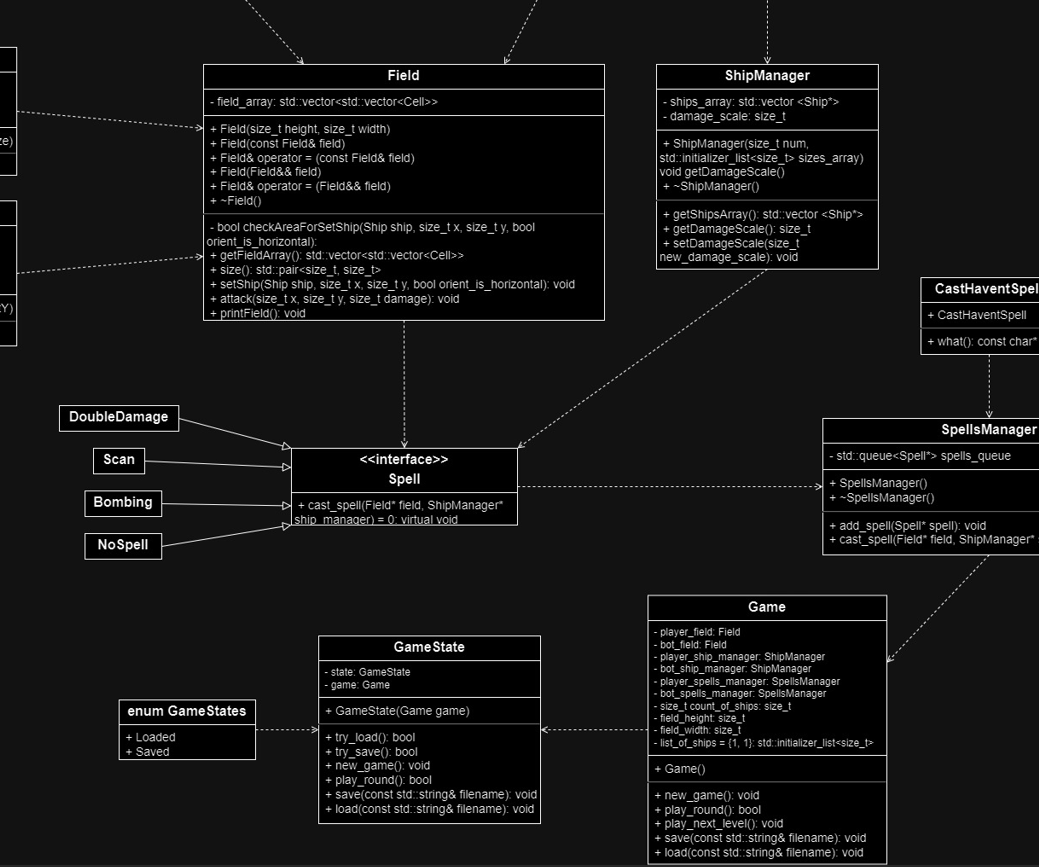 ze)
tY)
Field
- field_array: std::vector<std::vector<Cell>>
+ Field(size_t height, size_t width)
+ Field(const Field& field)
+ Field& operator = (const Field& field)
+ Field(Field&& field)
+ Field& operator = (Field&& field)
+ ~Field()
- bool checkAreaForSetShip(Ship ship, size_t x, size_t y, bool
orient_is_horizontal):
+ getFieldArray(): std::vector<std::vector<Cell>>
+ size(): std::pair<size_t, size_t>
+ setShip(Ship ship, size_t x, size_t y, bool orient_is_horizontal): void
+ attack(size_t x, size_t y, size_t damage): void
+ printField(): void
ShipManager
- ships_array: std::vector <Ship*>
- damage_scale: size_t
+ ShipManager(size_t num,
std::initializer_list<size_t> sizes_array)
void getDamageScale()
+ ~ShipManager()
+ getShipsArray(): std::vector <Ship*>
+ getDamageScale(): size_t
+ setDamageScale(size_t
new_damage_scale): void
CastHaventSpel
+ CastHaventSpell
+ what(): const char*
DoubleDamage
Scan
Bombing
NoSpell
<<interface>>
Spell
+ cast_spell(Field* field, ShipManager*
ship_manager) = 0: virtual void
SpellsManager
- std::queue<Spell*> spells_queue
+ SpellsManager()
+ ~SpellsManager()
+ add_spell(Spell* spell): void
+ cast_spell(Field* field, ShipManager*
Game
- player_field: Field
- bot_field: Field
- player_ship_manager: ShipManager
- bot_ship_manager: ShipManager
- player_spells_manager: SpellsManager
- bot_spells_manager: SpellsManager
- size_t count_of_ships: size_t
- field_height: size_t
- field_width: size_t
- list_of_ships = {1, 1}: std::initializer_list<size_t>
+ Game()
+ new_game(): void
+ play_round(): bool
+ play_next_level(): void
+ save(const std::string& filename): void
+ load(const std::string& filename): void
GameState
- state: GameState
- game: Game
+ GameState(Game game)
+ try_load(): bool
+ try_save(): bool
+ new_game(): void
+ play_round(): bool
+ save(const std::string& filename): void
+ load(const std::string& filename): void
enum GameStates
+ Loaded
+ Saved